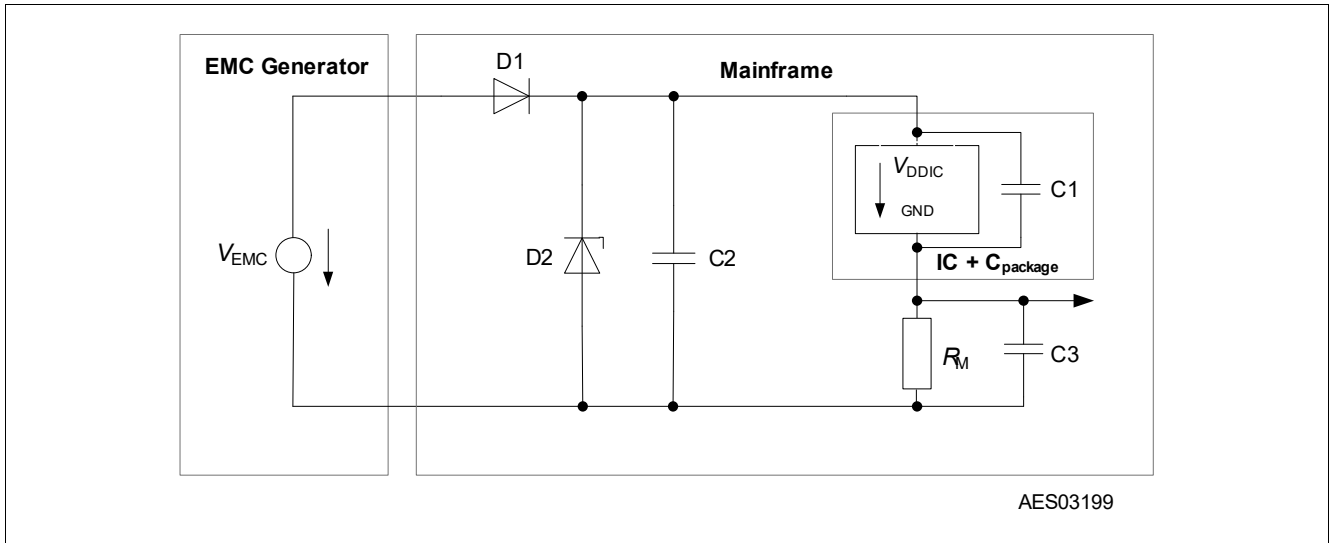 EMC Generator
D1
Mainframe
VDDIC
GND
C1
VEMC
D2
C2
IC + Cpackage
RM
C3
AES03199